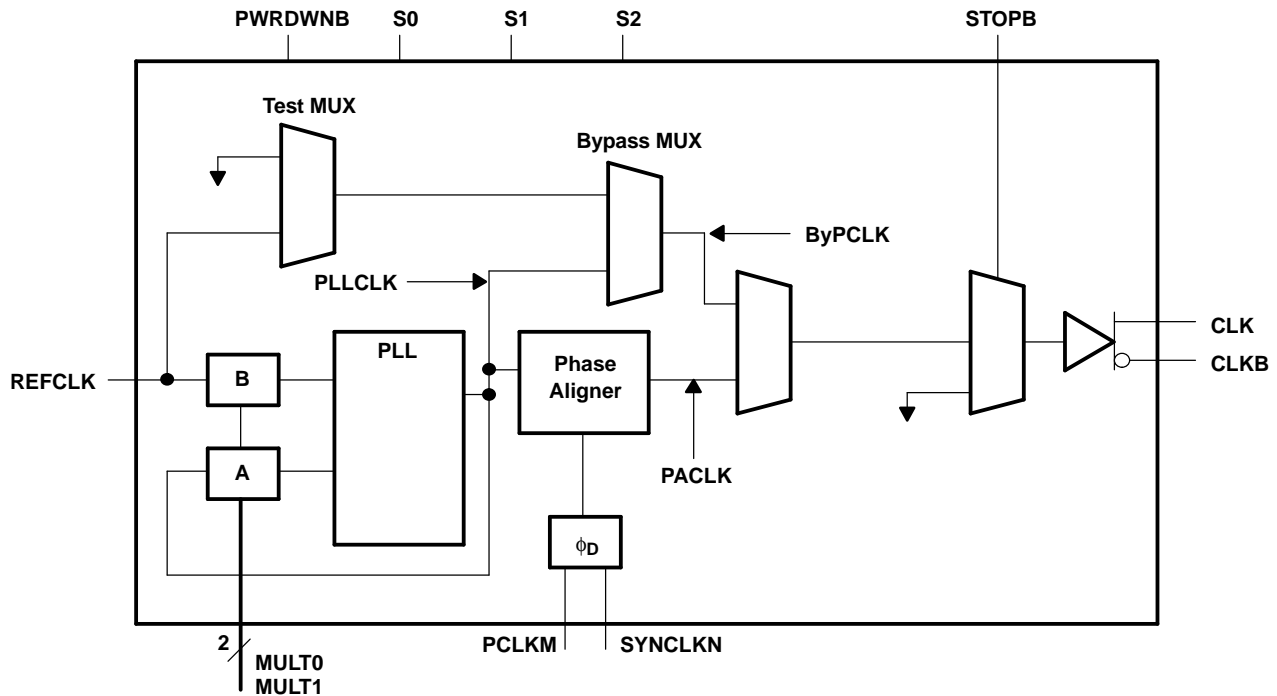 PWRDWNB S0 S1 S2 STOPB
Test MUX
Bypass MUX
ByPCLK
PLLCLK
PLL
Phase
Aligner
CLK
CLKB
REFCLK
B
A
PACLK
ϕD
2
MULT0
MULT1
PCLKM SYNCLKN